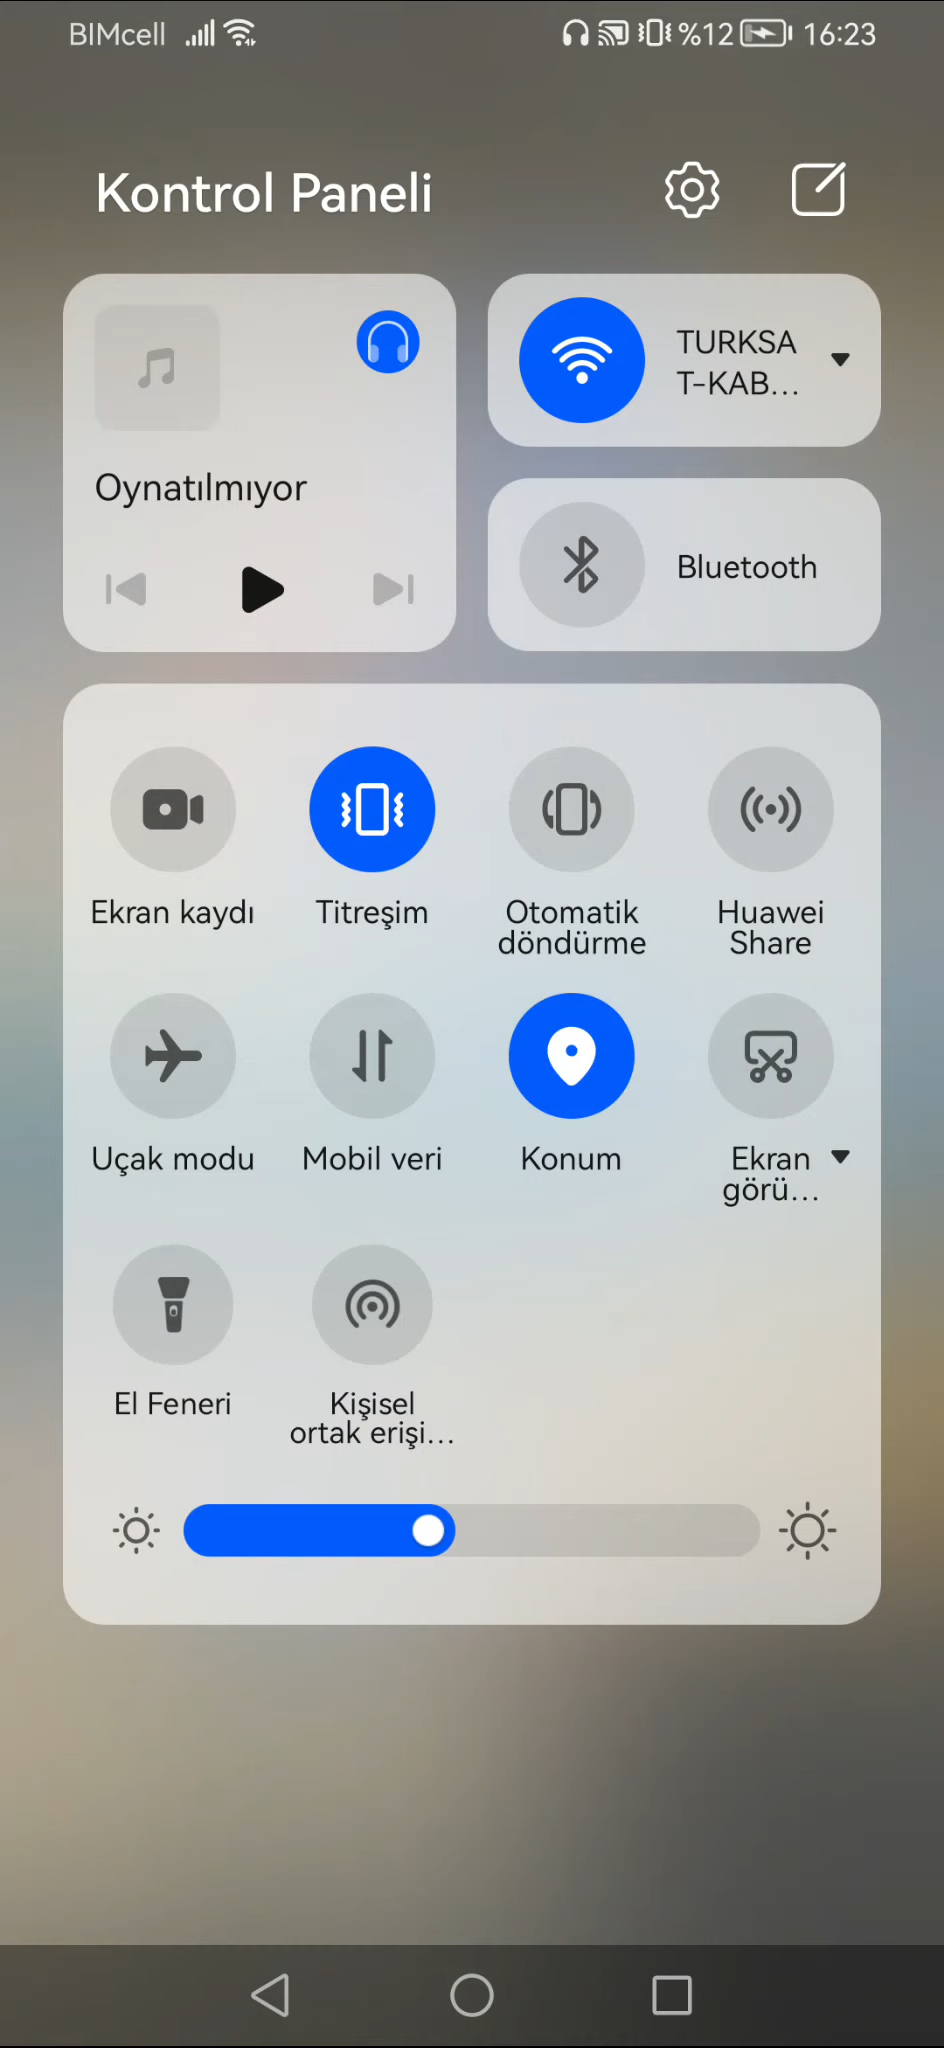 BIMcell %12 16:23
Kontrol Paneli
Oynatılmıyor
TURKSA
T-KAB...
Bluetooth
Ekran kaydı
Titreşim
Otomatik
döndürme
Huawei
Share
Uçak modu
Mobil veri
Konum
Ekran
görü...
El Feneri
Kişisel
ortak erişi...